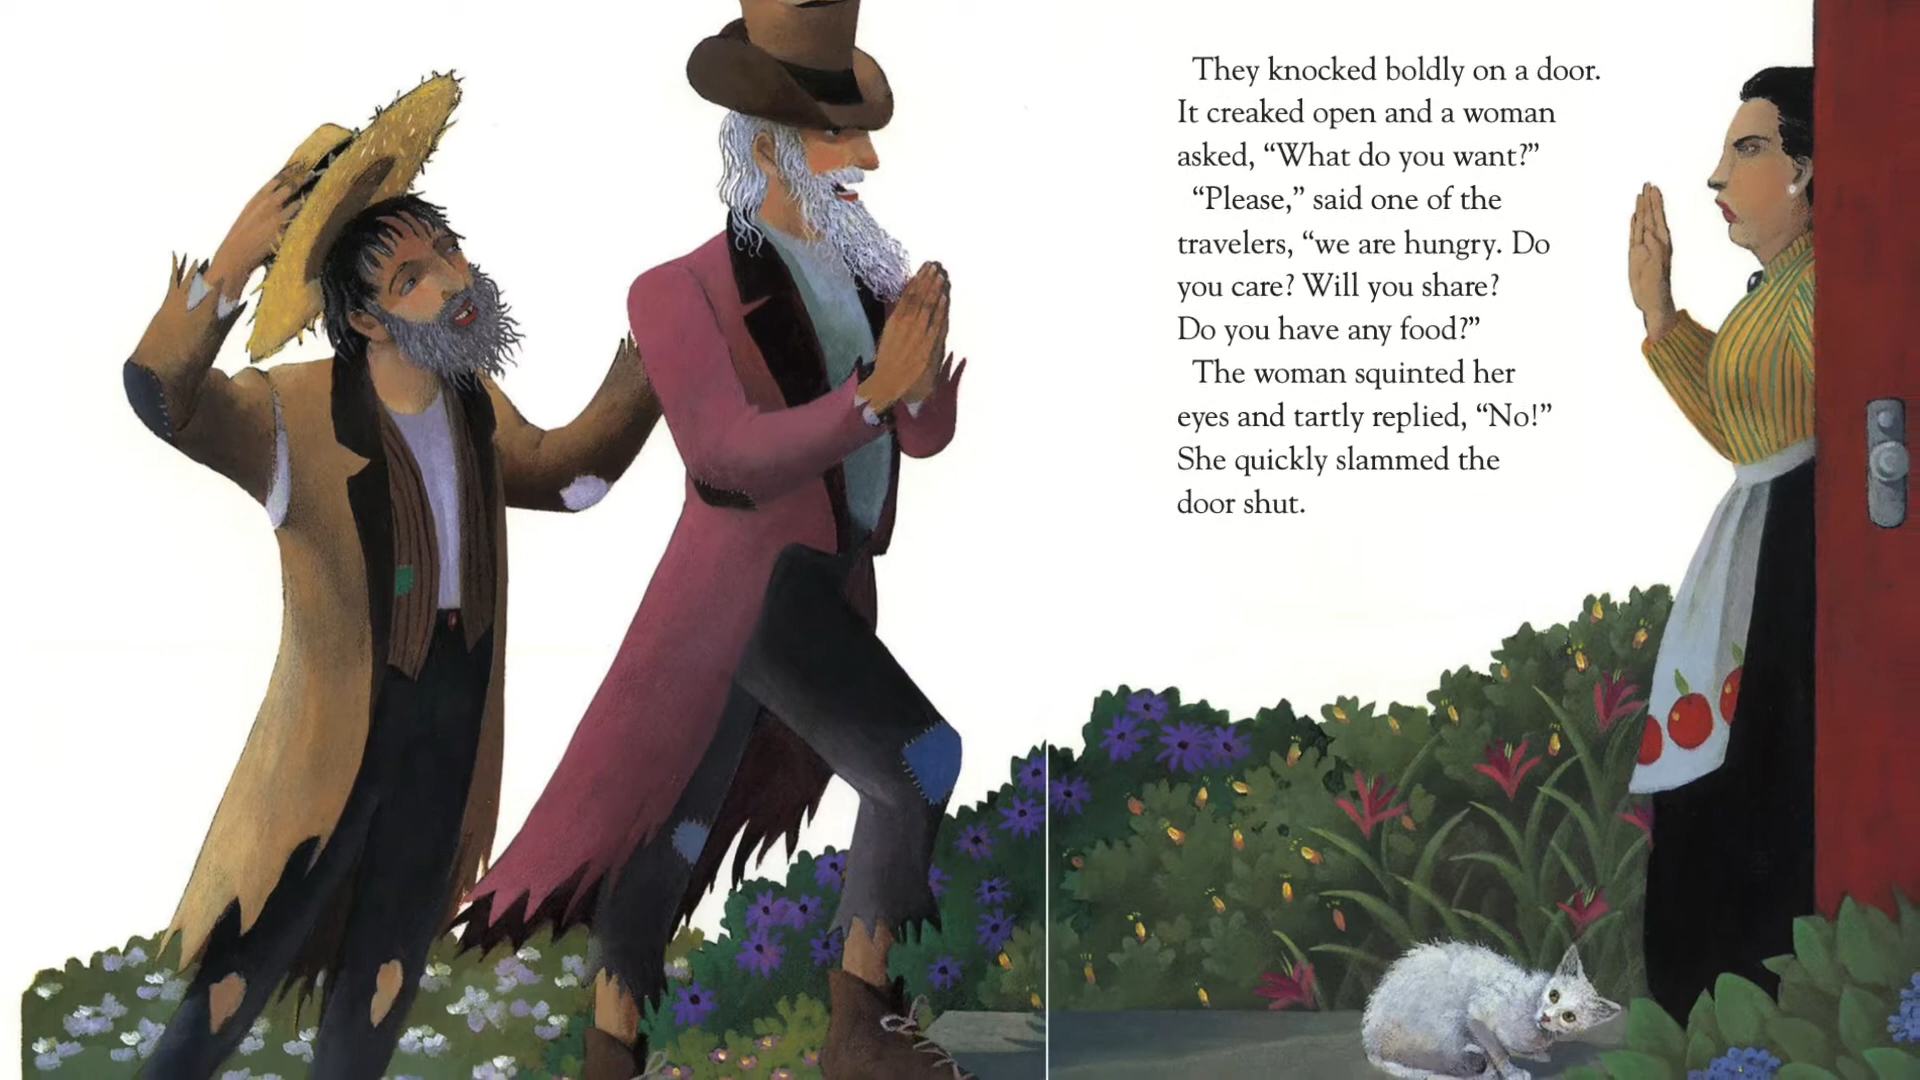 They knocked boldly on a door.
It creaked open and a woman
asked, “What do you want?”
“Please,” said one of the
travelers, “we are hungry. Do
you care? Will you share?
Do you have any food?”
The woman squinted her
eyes and tartly replied, “No!”
She quickly slammed the
door shut.